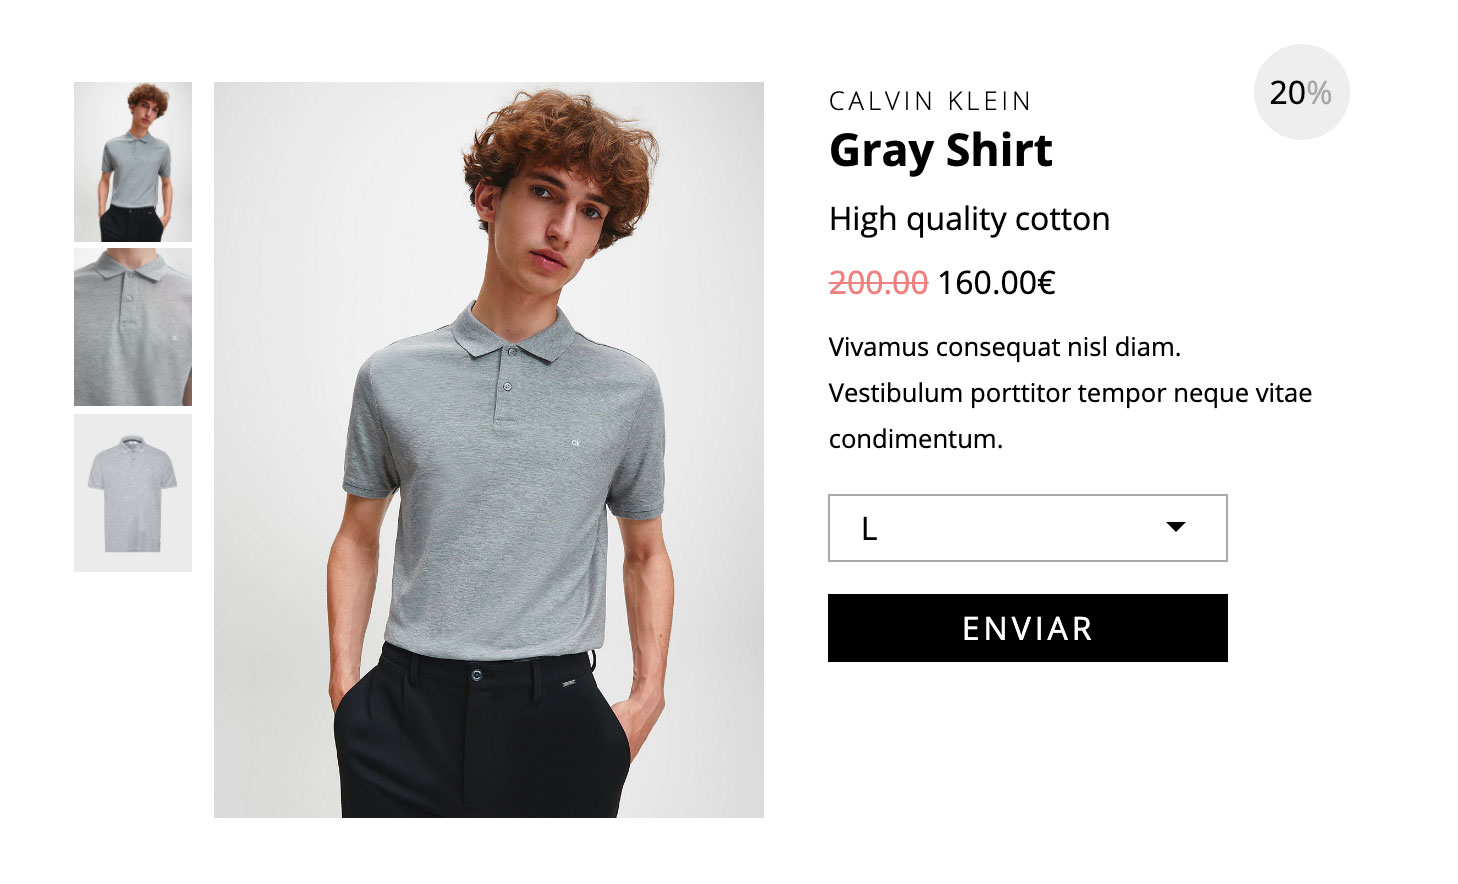 CALVIN KLEIN
20%
Gray Shirt
High quality cotton
200.00 160.00€
Vivamus consequat nisl diam.
Vestibulum porttitor tempor neque vitae
condimentum.
L
ENVIAR
ck